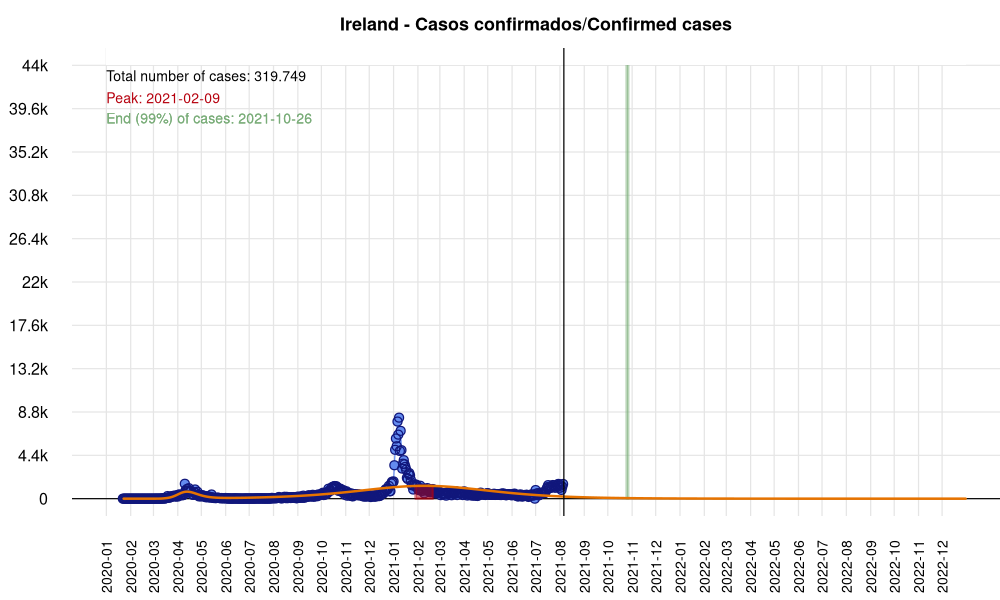 Ireland - Casos confirmados/Confirmed cases
Total number of cases: 319.749
Peak: 2021-02-09
End (99%) of cases: 2021-10-26
44k
39.6k
35.2k
30.8k
26.4k
22k
17.6k
13.2k
8.8k
4.4k
0
2020-01
2020-02
2020-03
2020-04
2020-05
2020-06
2020-07
2020-08
2020-09
2020-10
2020-11
2020-12
2021-01
2021-02
2021-03
2021-04
2021-05
2021-06
2021-07
2021-08
2021-09
2021-10
2021-11
2021-12
2022-01
2022-02
2022-03
2022-04
2022-05
2022-06
2022-07
2022-08
2022-09
2022-10
2022-11
2022-12